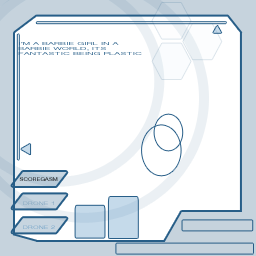 I'M A BARBIE GIRL IN A
BARBIE WORLD, IT'S
FANTASTIC BEING PLASTIC
SCOREGASM
DRONE 1
DRONE 2